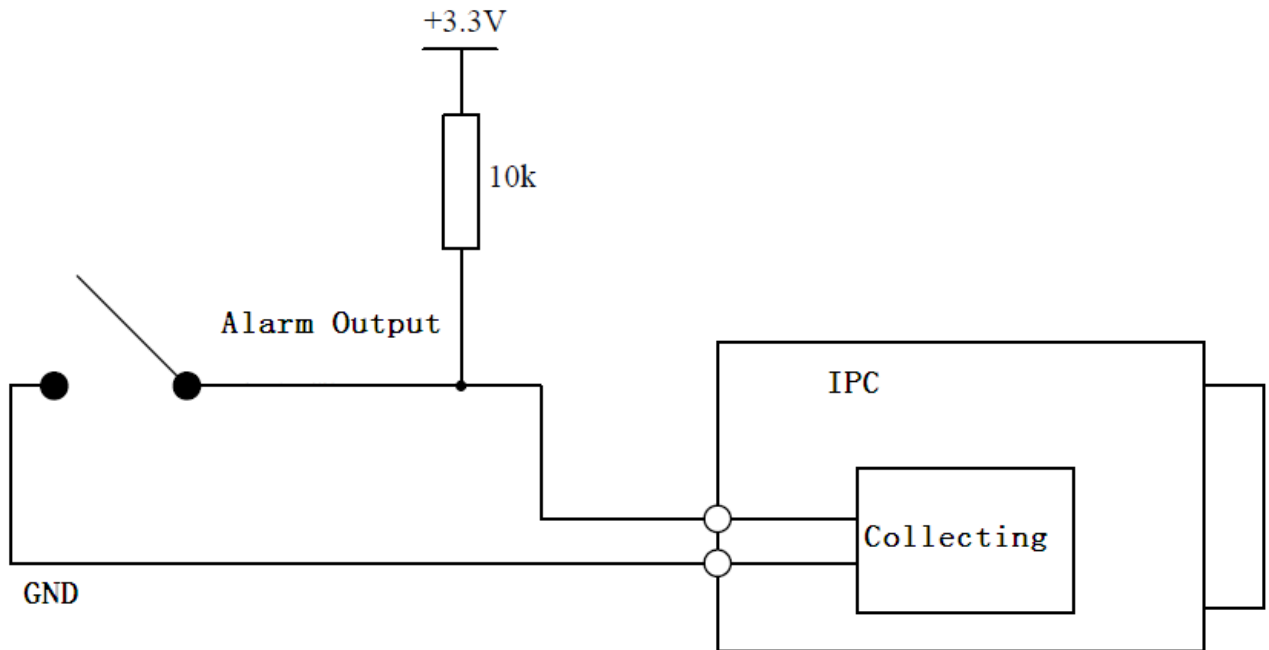 +3.3V
10k
Alarm Output
IPC
Collecting
GND